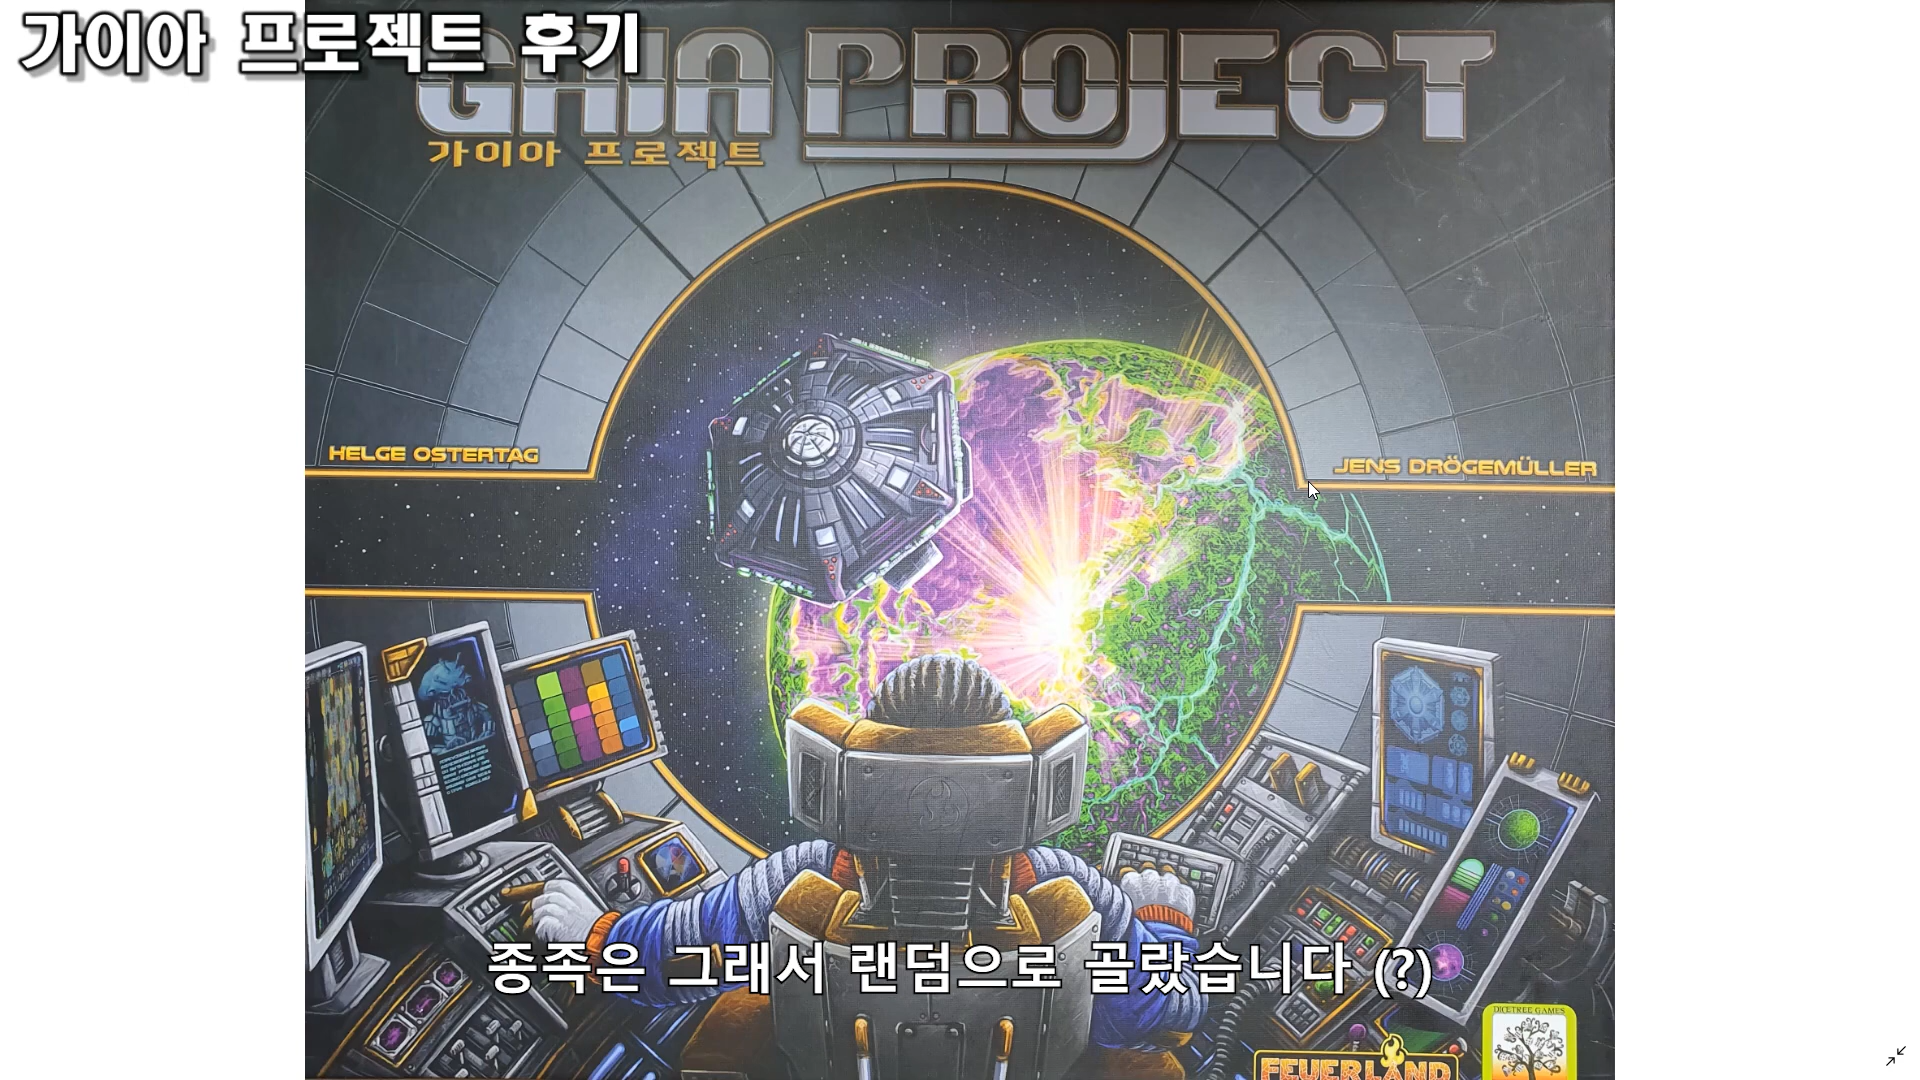 가이아 프로젝트 후기
GAIA PROJECT
가이아 프로젝트
HELGE OSTERTAG
JENS DRÖGEMÜLLER
종족은 그래서 랜덤으로 골랐습니다 (?)
DICETREE GAMES
FEUERLAND